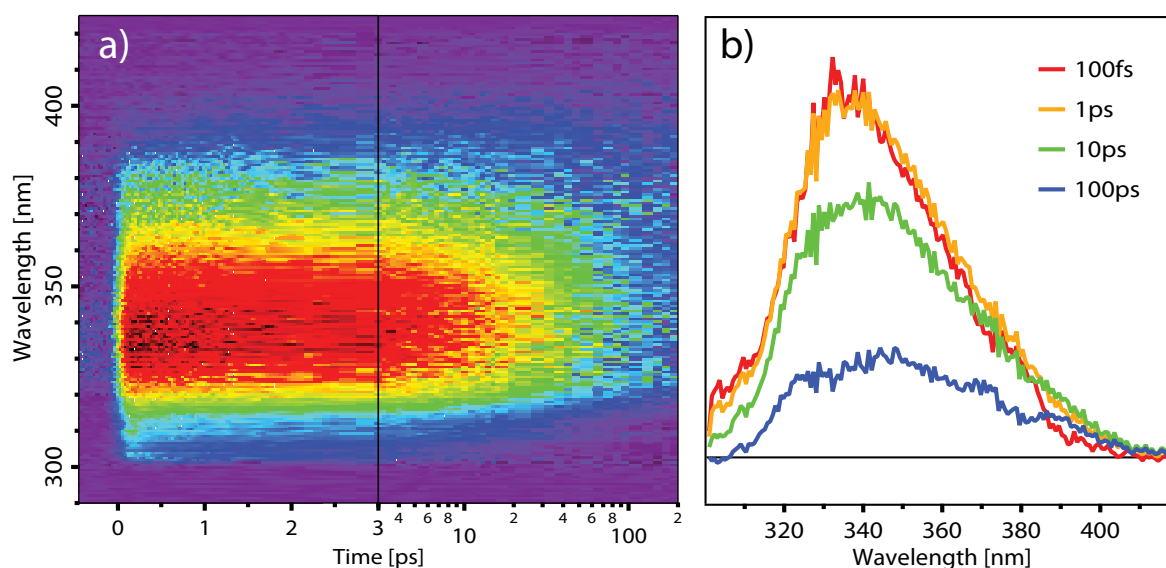 a)
400
350
300
Wavelength [nm]
0 1 2 3 4 6 8 10 2 4 6 8 100 2
Time [ps]
b)
100fs
1ps
10ps
100ps
320 340 360 380 400
Wavelength [nm]